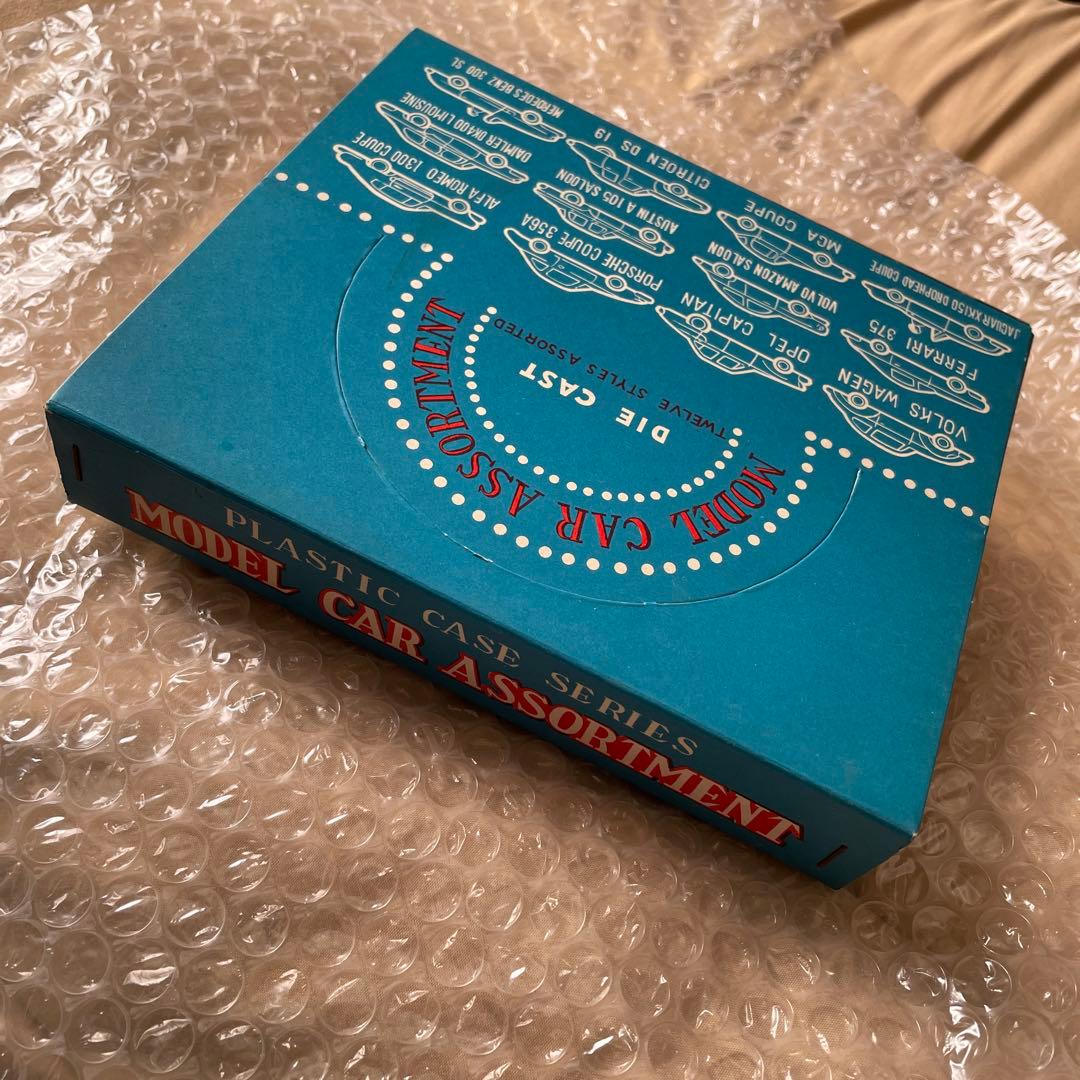 MODEL CAR ASSORTMENT
DIE CAST
TWELVE STYLES ASSORTED
VOLKS WAGEN
OPEL CAPITAN
PORSCHE COUPE 356A
ALFA ROMEO 1300 COUPE
FERRARI 375
VOLVO AMAZON SALOON
AUSTIN A 105 SALOON
DAIMLER DK400 LIMOUSINE
JAGUAR XK150 DROPHEAD COUPE
MGA COUPE
CITROEN DS 19
MERDEDES BENZ 300 SL
PLASTIC CASE SERIES
MODEL CAR ASSORTMENT